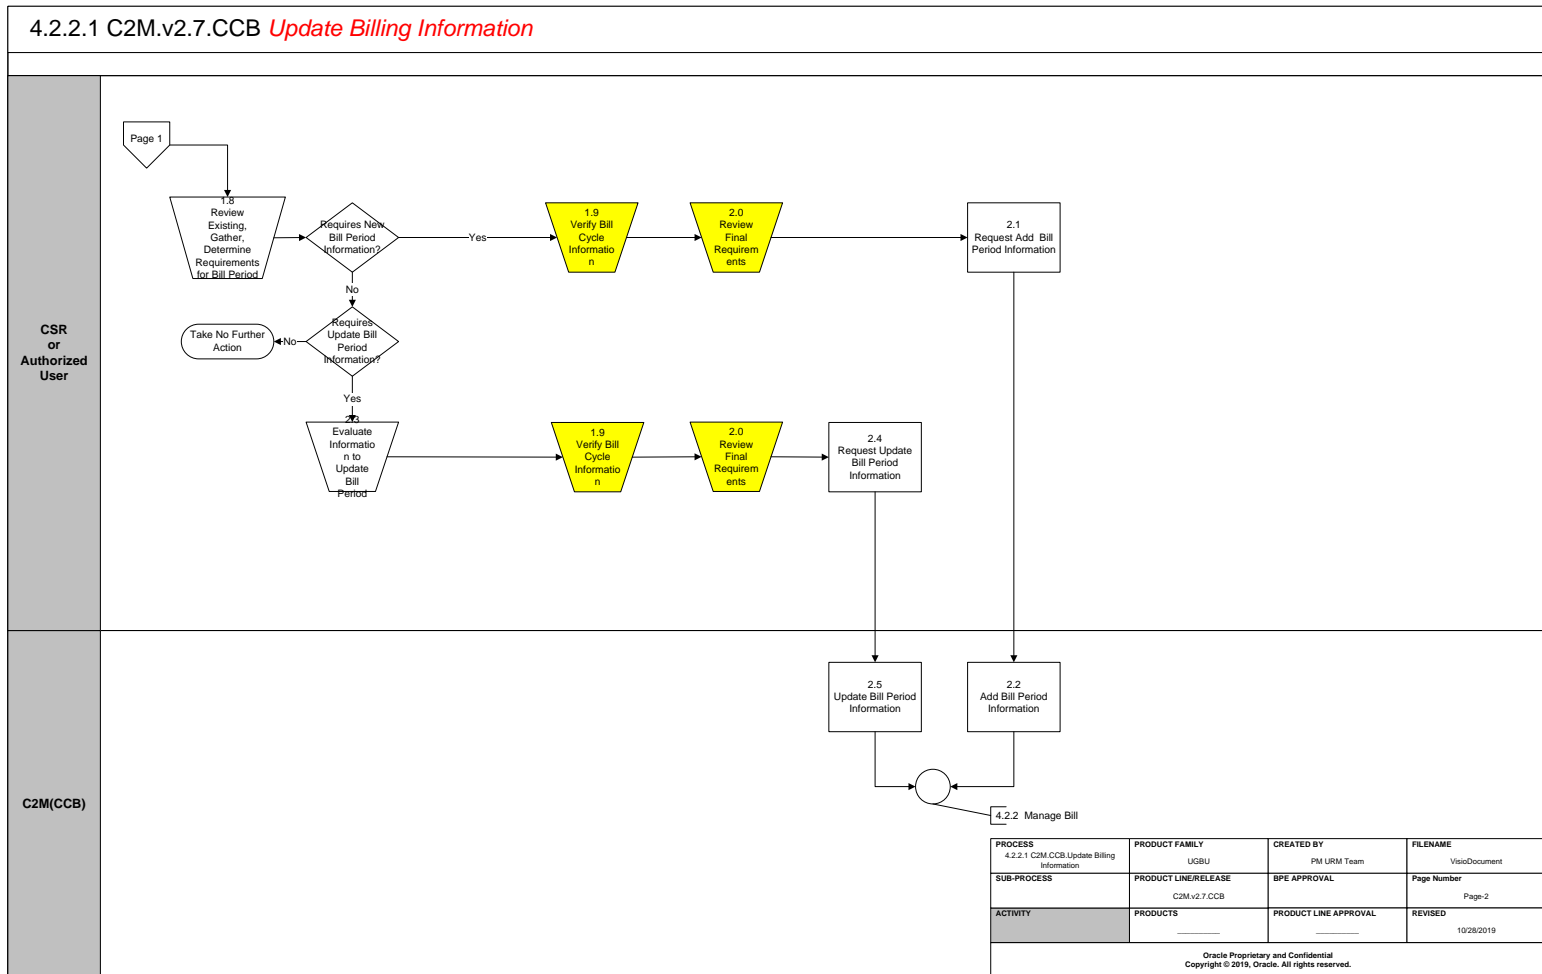 4.2.2.1 C2M.v2.7.CCB Update Billing Information
Page 1
1.8
Review
Existing,
Gather,
Determine
Requirements
for Bill Period
Requires New
Bill Period
Information?
Yes
1.9
Verify Bill
Cycle
Informatio
n
2.0
Review
Final
Requirem
ents
2.1
Request Add Bill
Period Information
No
Requires
Update Bill
Period
Information?
No
Take No Further
Action
Yes
2.3
Evaluate
Informatio
n to
Update
Bill
Period
1.9
Verify Bill
Cycle
Informatio
n
2.0
Review
Final
Requirem
ents
2.4
Request Update
Bill Period
Information
CSR
or
Authorized
User
2.5
Update Bill Period
Information
2.2
Add Bill Period
Information
C2M(CCB)
4.2.2 Manage Bill
PROCESS
4.2.2.1 C2M.CCB.Update Billing
Information
PRODUCT FAMILY
UGBU
CREATED BY
PM URM Team
FILENAME
VisioDocument
SUB-PROCESS
PRODUCT LINE/RELEASE
C2M.v2.7.CCB
BPE APPROVAL
Page Number
Page-2
ACTIVITY
PRODUCTS
PRODUCT LINE APPROVAL
REVISED
10/28/2019
Oracle Proprietary and Confidential
Copyright © 2019, Oracle. All rights reserved.